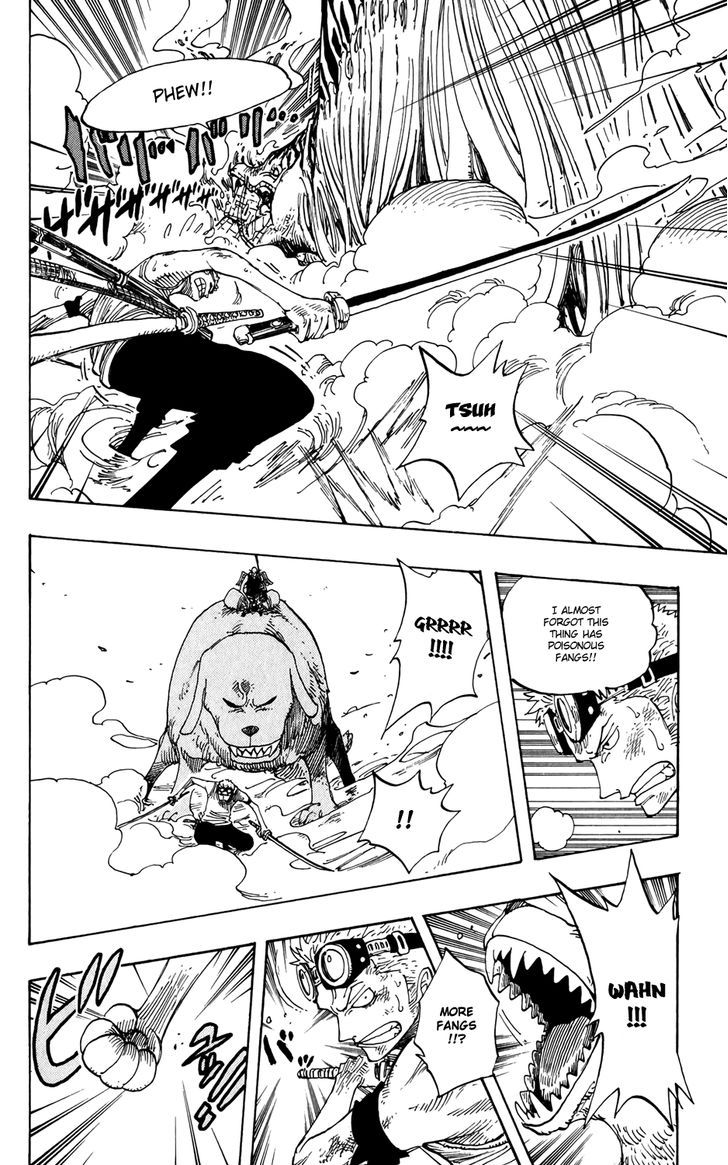 PHEW!!
TSUH
~~~
I ALMOST
FORGOT THIS
THING HAS
POISONOUS
FANGS!!
GRRRR
!!!!
!!
WAHN
!!!
MORE
FANGS
!!?